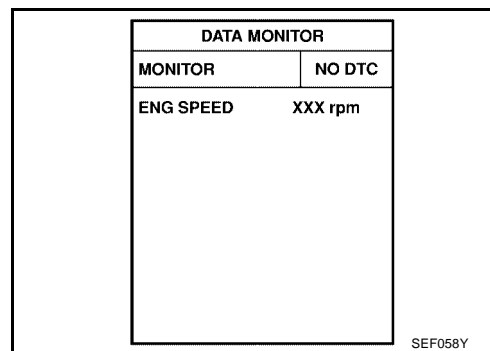 DATA MONITOR
MONITOR NO DTC
ENG SPEED XXX rpm
SEF058Y